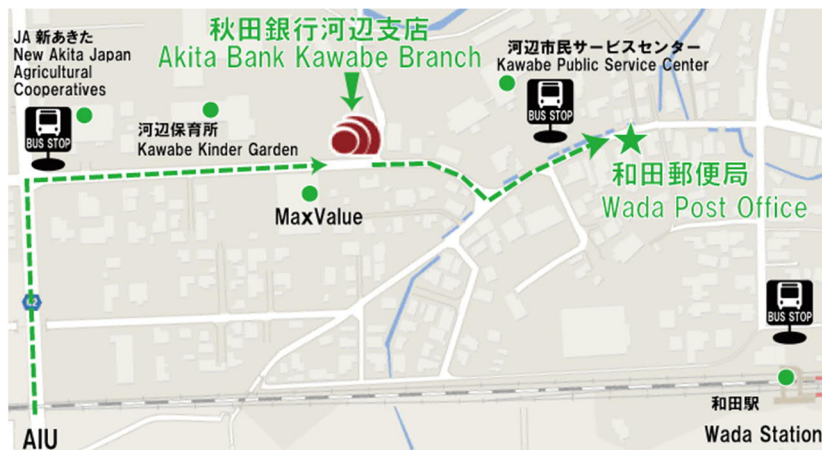 秋田銀行河辺支店
Akita Bank Kawabe Branch
JA 新あきた
New Akita Japan
Agricultural
Cooperatives
BUS STOP
河辺保育所
Kawabe Kinder Garden
河辺市民サービスセンター
Kawabe Public Service Center
BUS STOP
MaxValue
和田郵便局
Wada Post Office
62
BUS STOP
和田駅
Wada Station
AIU